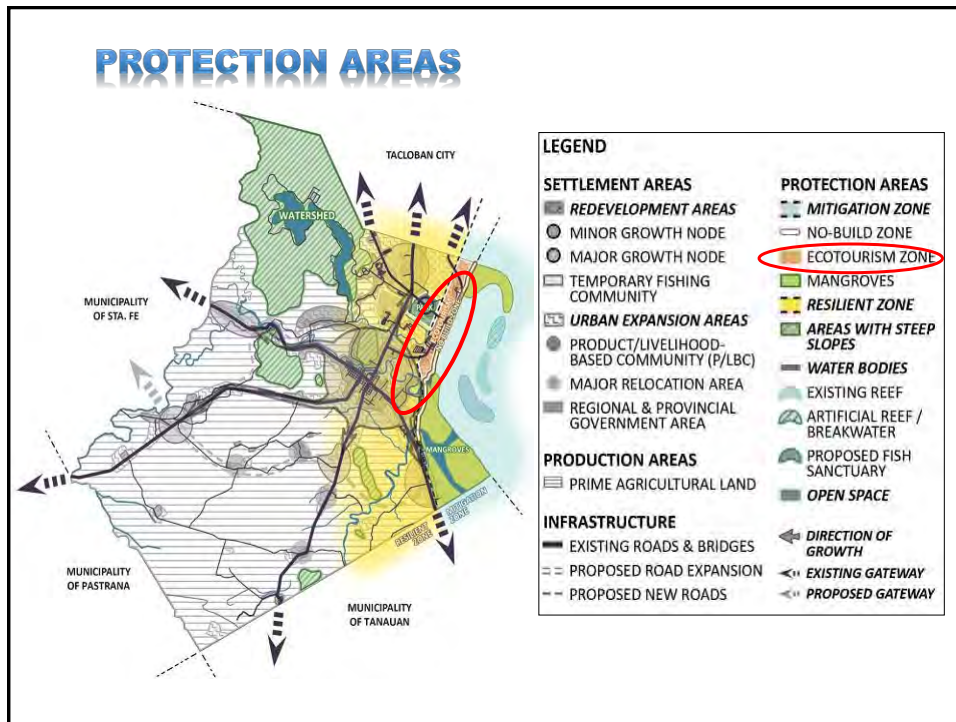 PROTECTION AREAS
TACLOBAN CITY
WATERSHED
MUNICIPALITY
OF STA. FE
MANGROVES
RESILIENT
ZONE
MITIGATION
ZONE
MUNICIPALITY
OF PASTRANA
MUNICIPALITY
OF TANAUAN
LEGEND
SETTLEMENT AREAS
REDEVELOPMENT AREAS
MINOR GROWTH NODE
MAJOR GROWTH NODE
TEMPORARY FISHING
COMMUNITY
URBAN EXPANSION AREAS
PRODUCT/LIVELIHOOD-
BASED COMMUNITY (P/LBC)
MAJOR RELOCATION AREA
REGIONAL & PROVINCIAL
GOVERNMENT AREA
PRODUCTION AREAS
PRIME AGRICULTURAL LAND
INFRASTRUCTURE
EXISTING ROADS & BRIDGES
PROPOSED ROAD EXPANSION
PROPOSED NEW ROADS
PROTECTION AREAS
MITIGATION ZONE
NO-BUILD ZONE
ECOTOURISM ZONE
MANGROVES
RESILIENT ZONE
AREAS WITH STEEP
SLOPES
WATER BODIES
EXISTING REEF
ARTIFICIAL REEF /
BREAKWATER
PROPOSED FISH
SANCTUARY
OPEN SPACE
DIRECTION OF
GROWTH
EXISTING GATEWAY
PROPOSED GATEWAY